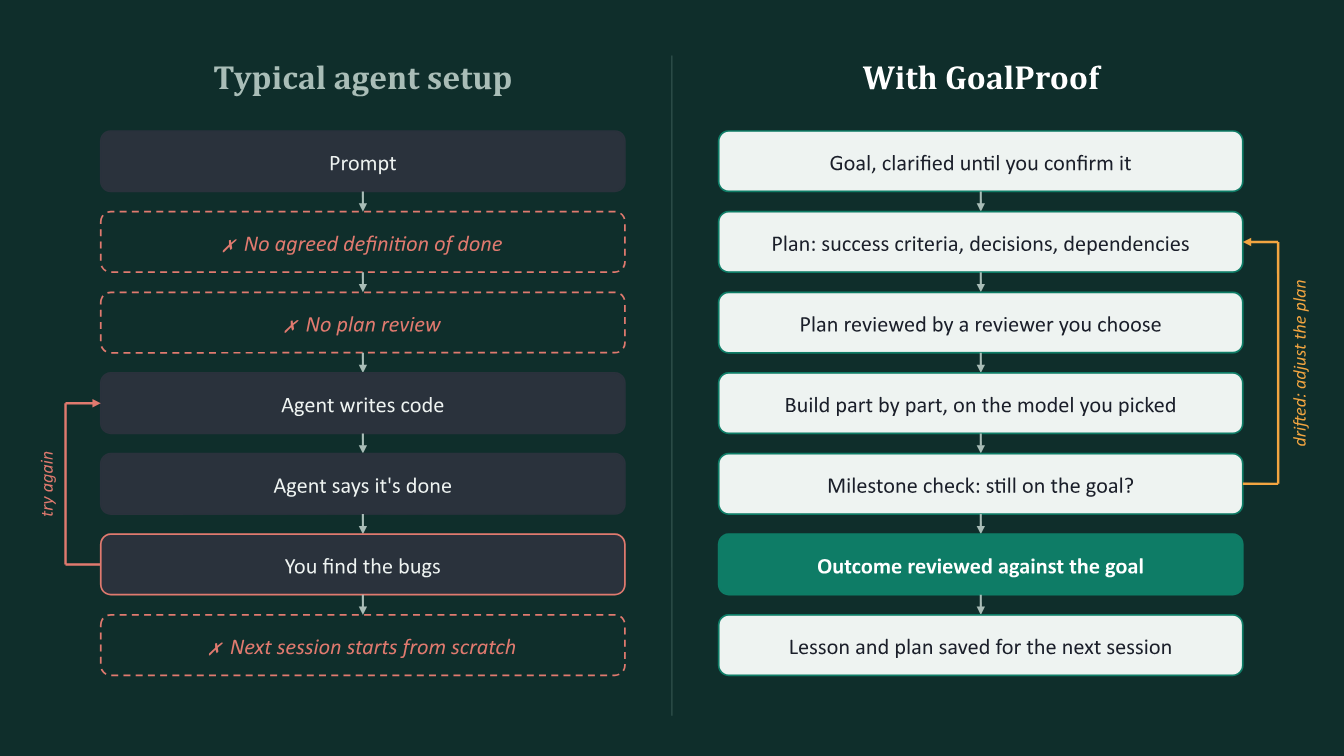 Typical agent setup
Prompt
✗ No agreed definition of done
✗ No plan review
Agent writes code
Agent says it's done
You find the bugs
✗ Next session starts from scratch
try again
With GoalProof
Goal, clarified until you confirm it
Plan: success criteria, decisions, dependencies
Plan reviewed by a reviewer you choose
Build part by part, on the model you picked
Milestone check: still on the goal?
Outcome reviewed against the goal
Lesson and plan saved for the next session
drifted: adjust the plan